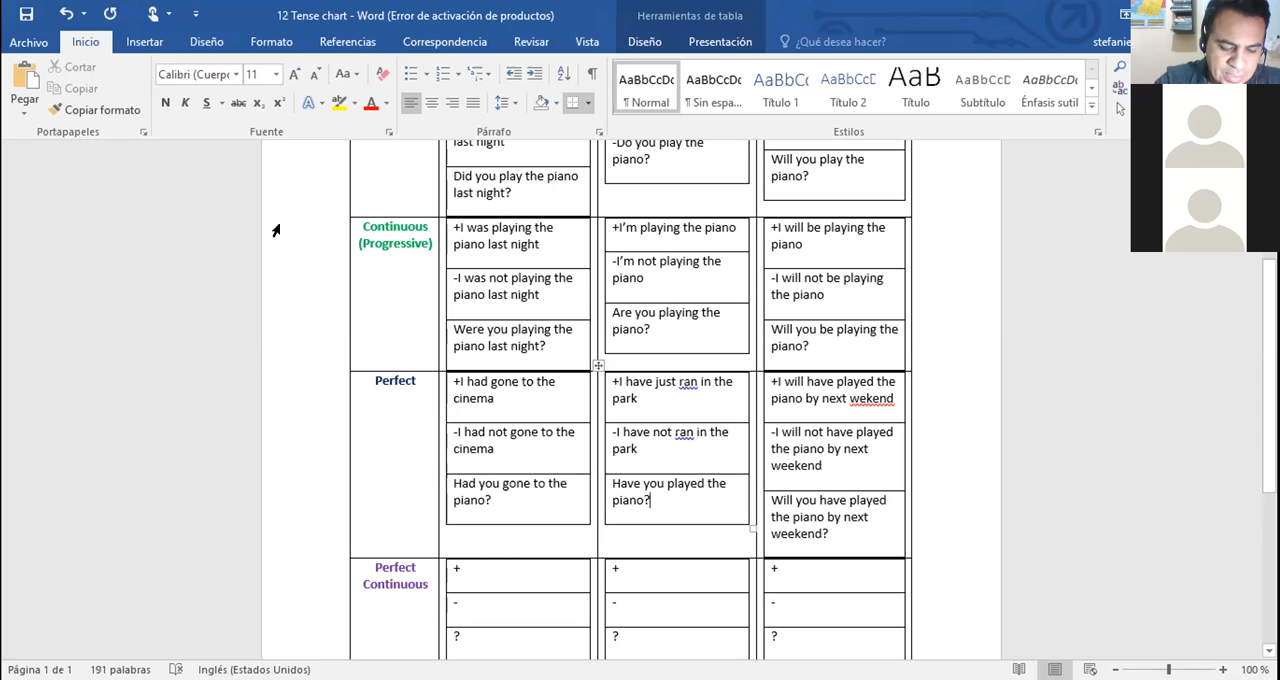 12 Tense chart - Word (Error de activación de productos)
Herramientas de tabla
Archivo
Inicio
Insertar
Diseño
Formato
Referencias
Correspondencia
Revisar
Vista
Diseño
Presentación
¿Qué desea hacer?
stefanie
Pegar
Cortar
Copiar
Copiar formato
Portapapeles
Calibri (Cuerpo
11
Fuente
Párrafo
AaBbCcDc
¶ Normal
AaBbCcDc
¶ Sin espa...
AaBbCc
Título 1
AaBbCcD
Título 2
AaB
Título
AaBbCcD
Subtítulo
AaBbCcDc
Énfasis sutil
Estilos
last night
Did you play the piano
last night?
-Do you play the
piano?
Will you play the
piano?
Continuous
(Progressive)
+I was playing the
piano last night
-I was not playing the
piano last night
Were you playing the
piano last night?
+I'm playing the piano
-I'm not playing the
piano
Are you playing the
piano?
+I will be playing the
piano
-I will not be playing
the piano
Will you be playing the
piano?
Perfect
+I had gone to the
cinema
-I had not gone to the
cinema
Had you gone to the
piano?
+I have just ran in the
park
-I have not ran in the
park
Have you played the
piano?
+I will have played the
piano by next wekend
-I will not have played
the piano by next
weekend
Will you have played
the piano by next
weekend?
Perfect
Continuous
+
-
?
+
-
?
+
-
?
Página 1 de 1
191 palabras
Inglés (Estados Unidos)
100 %